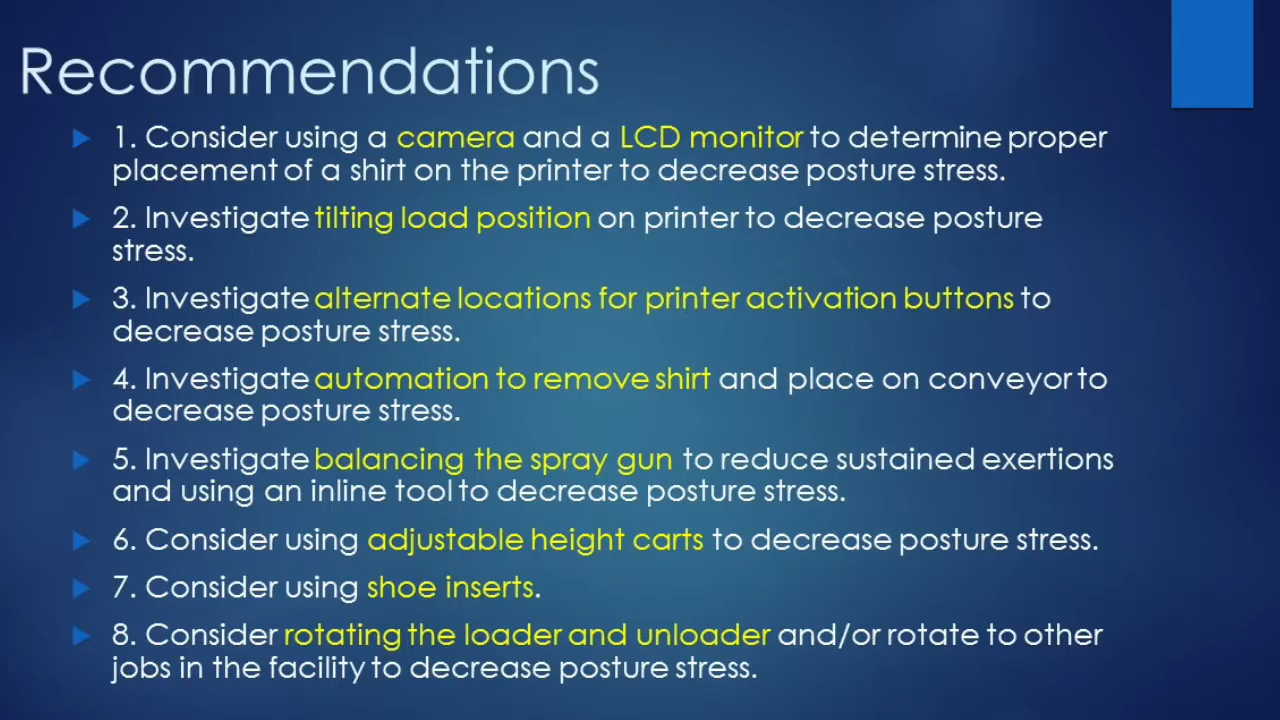 Recommendations
1. Consider using a camera and a LCD monitor to determine proper
placement of a shirt on the printer to decrease posture stress.
2. Investigate tilting load position on printer to decrease posture
stress.
3. Investigate alternate locations for printer activation buttons to
decrease posture stress.
4. Investigate automation to remove shirt and place on conveyor to
decrease posture stress.
5. Investigate balancing the spray gun to reduce sustained exertions
and using an inline tool to decrease posture stress.
6. Consider using adjustable height carts to decrease posture stress.
7. Consider using shoe inserts.
8. Consider rotating the loader and unloader and/or rotate to other
jobs in the facility to decrease posture stress.